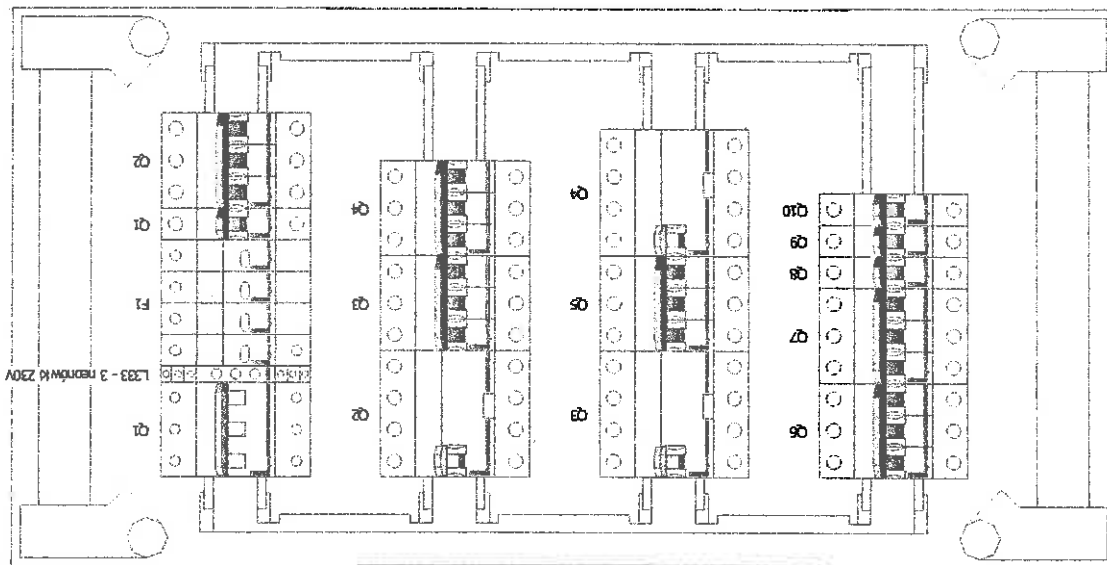 Q6
Q7
Q8
Q9
Q10
Q3
Q5
Q4
Q2
Q3
Q4
Q1
L333 - 3 neonówki 230V
F1
Q1
Q2